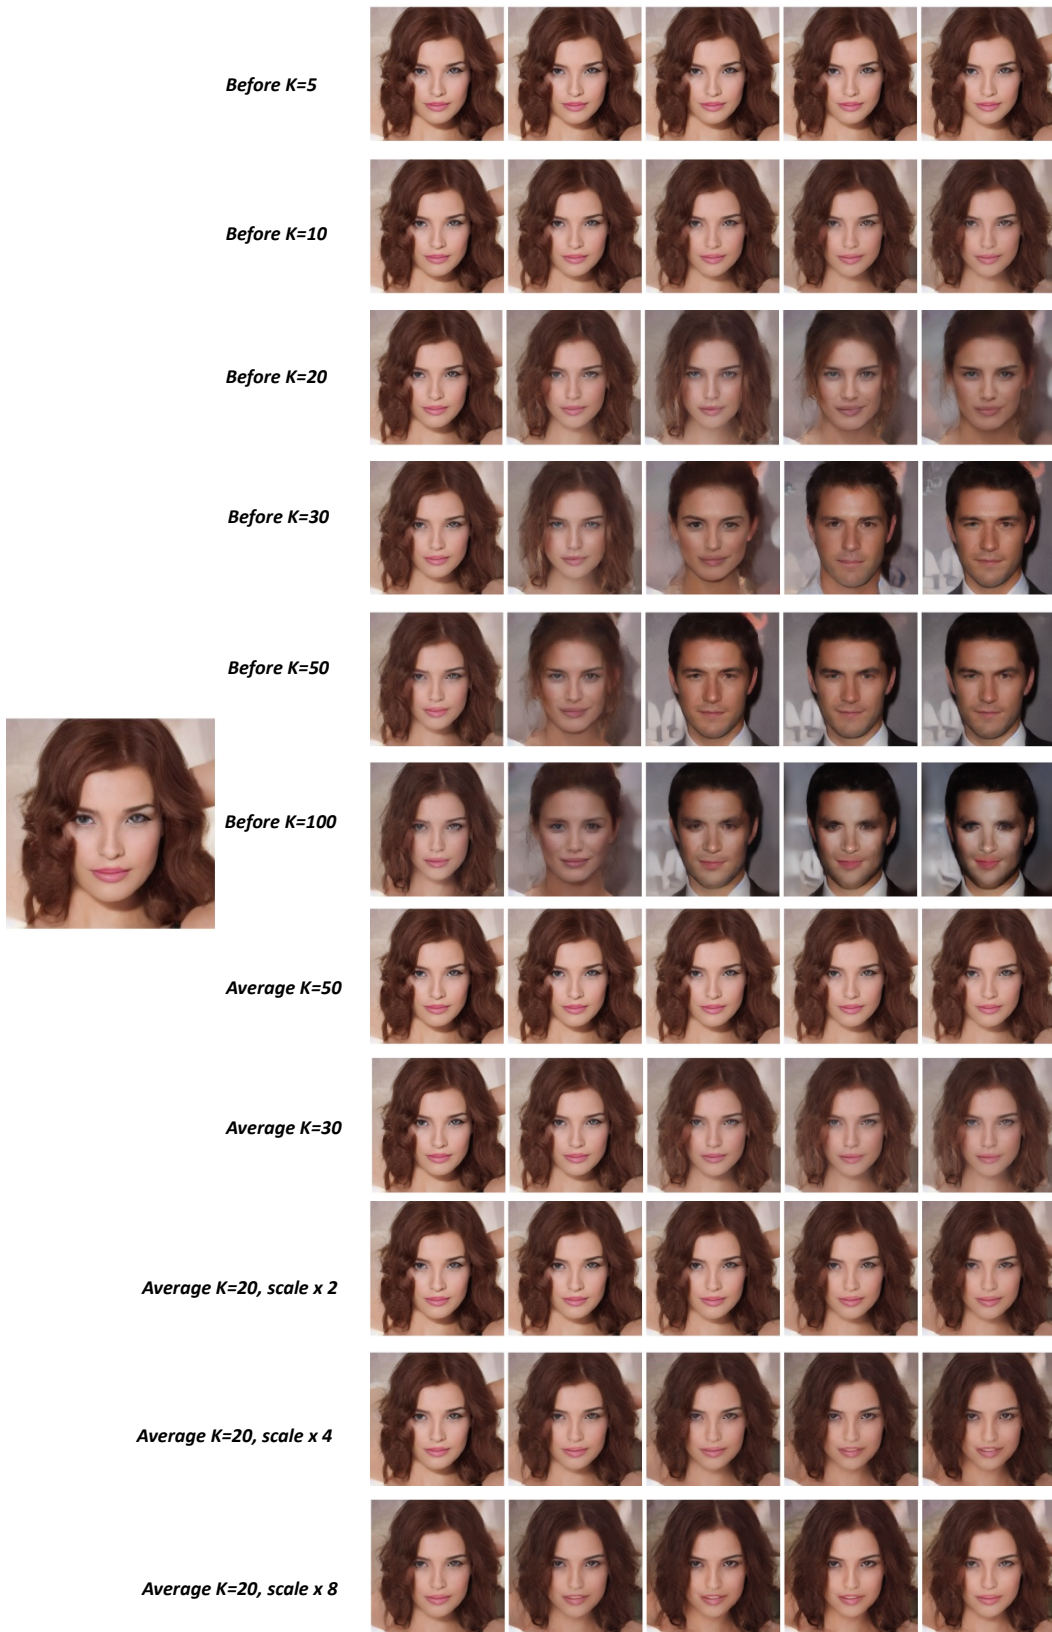 Before K=5
Before K=10
Before K=20
Before K=30
Before K=50
Before K=100
Average K=50
Average K=30
Average K=20, scale x 2
Average K=20, scale x 4
Average K=20, scale x 8